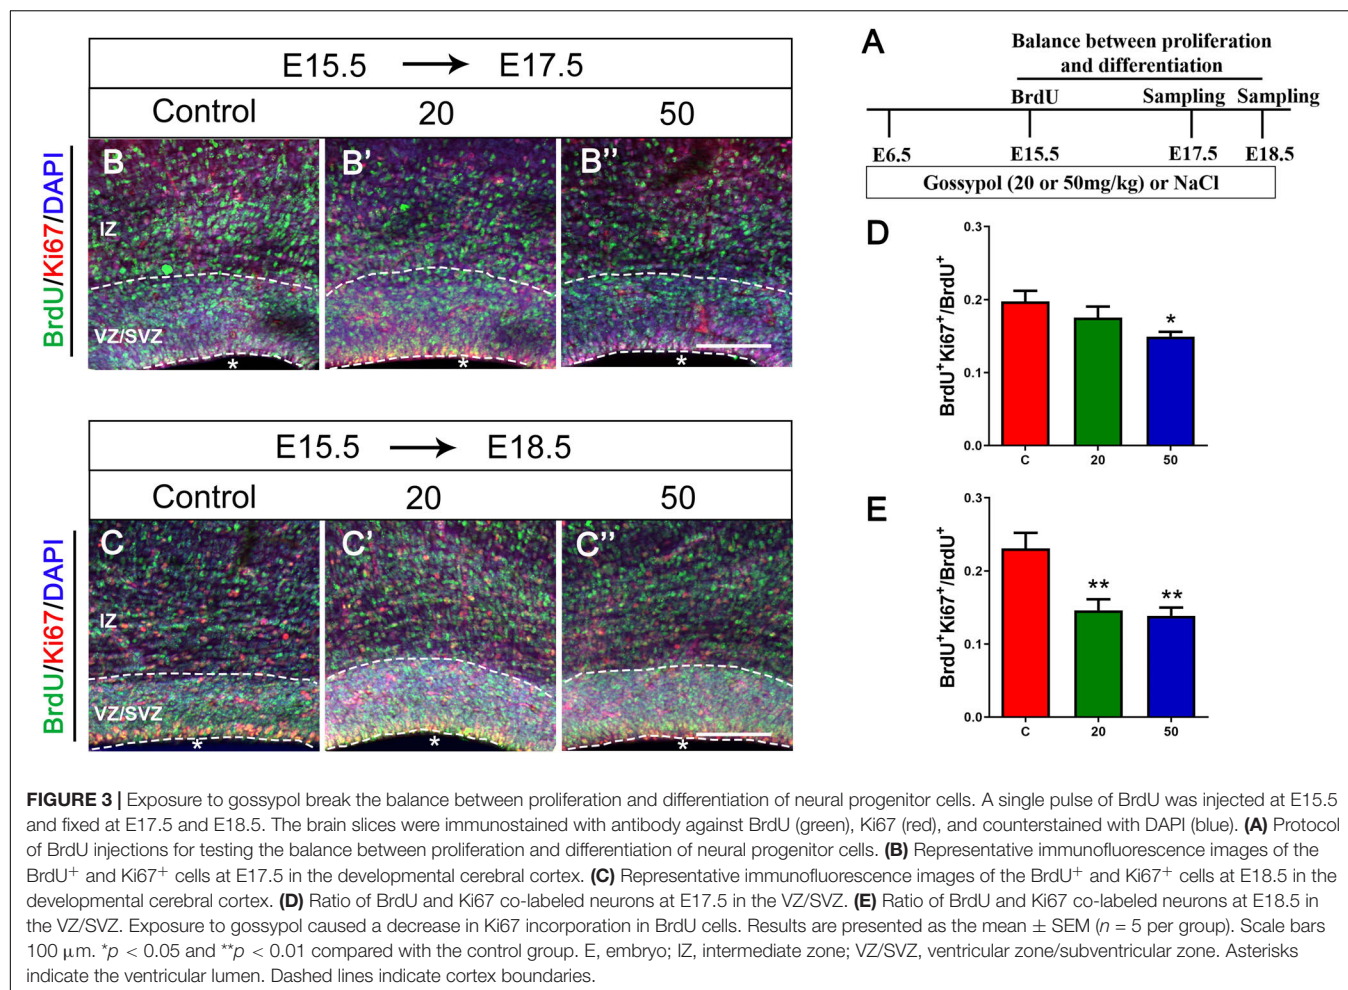 E15.5 → E17.5
Control 20 50
BrdU/Ki67/DAPI
B B' B''
IZ
VZ/SVZ
* * *
E15.5 → E18.5
Control 20 50
BrdU/Ki67/DAPI
C C' C''
IZ
VZ/SVZ
* * *
A
Balance between proliferation
and differentiation
BrdU Sampling Sampling
E6.5 E15.5 E17.5 E18.5
Gossypol (20 or 50mg/kg) or NaCl
D
BrdU⁺Ki67⁺/BrdU⁺
0.3
0.2
0.1
0.0
*
C 20 50
E
BrdU⁺Ki67⁺/BrdU⁺
0.3
0.2
0.1
0.0
** **
C 20 50
FIGURE 3 | Exposure to gossypol break the balance between proliferation and differentiation of neural progenitor cells. A single pulse of BrdU was injected at E15.5
and fixed at E17.5 and E18.5. The brain slices were immunostained with antibody against BrdU (green), Ki67 (red), and counterstained with DAPI (blue). (A) Protocol
of BrdU injections for testing the balance between proliferation and differentiation of neural progenitor cells. (B) Representative immunofluorescence images of the
BrdU⁺ and Ki67⁺ cells at E17.5 in the developmental cerebral cortex. (C) Representative immunofluorescence images of the BrdU⁺ and Ki67⁺ cells at E18.5 in the
developmental cerebral cortex. (D) Ratio of BrdU and Ki67 co-labeled neurons at E17.5 in the VZ/SVZ. (E) Ratio of BrdU and Ki67 co-labeled neurons at E18.5 in
the VZ/SVZ. Exposure to gossypol caused a decrease in Ki67 incorporation in BrdU cells. Results are presented as the mean ± SEM (n = 5 per group). Scale bars
100 μm. *p < 0.05 and **p < 0.01 compared with the control group. E, embryo; IZ, intermediate zone; VZ/SVZ, ventricular zone/subventricular zone. Asterisks
indicate the ventricular lumen. Dashed lines indicate cortex boundaries.